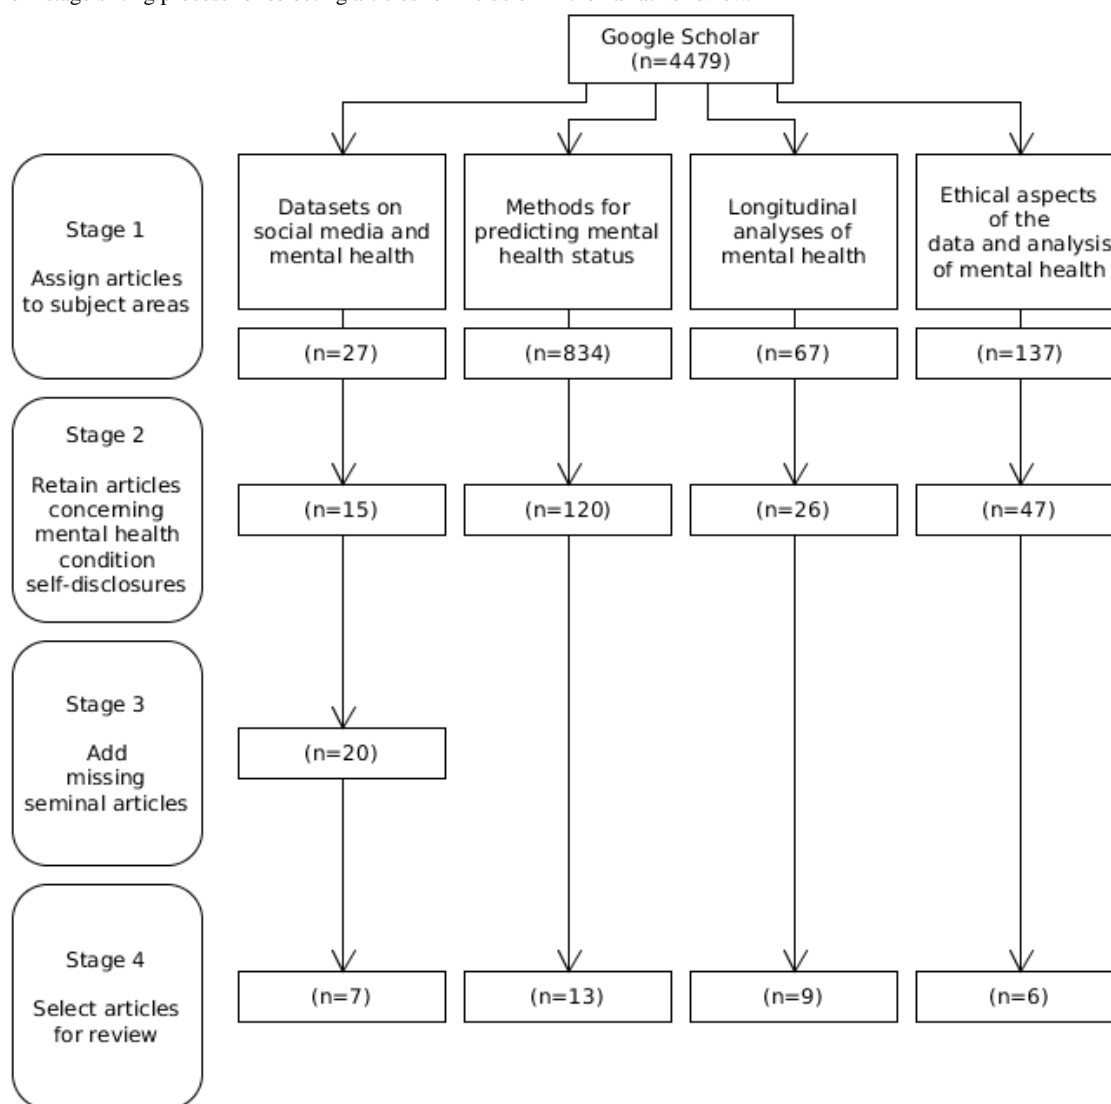 Google Scholar
(n=4479)
Stage 1
Assign articles
to subject areas
Datasets on
social media and
mental health
Methods for
predicting mental
health status
Longitudinal
analyses of
mental health
Ethical aspects
of the
data and analysis
of mental health
(n=27)
(n=834)
(n=67)
(n=137)
Stage 2
Retain articles
concerning
mental health
condition
self-disclosures
(n=15)
(n=120)
(n=26)
(n=47)
Stage 3
Add
missing
seminal articles
(n=20)
Stage 4
Select articles
for review
(n=7)
(n=13)
(n=9)
(n=6)